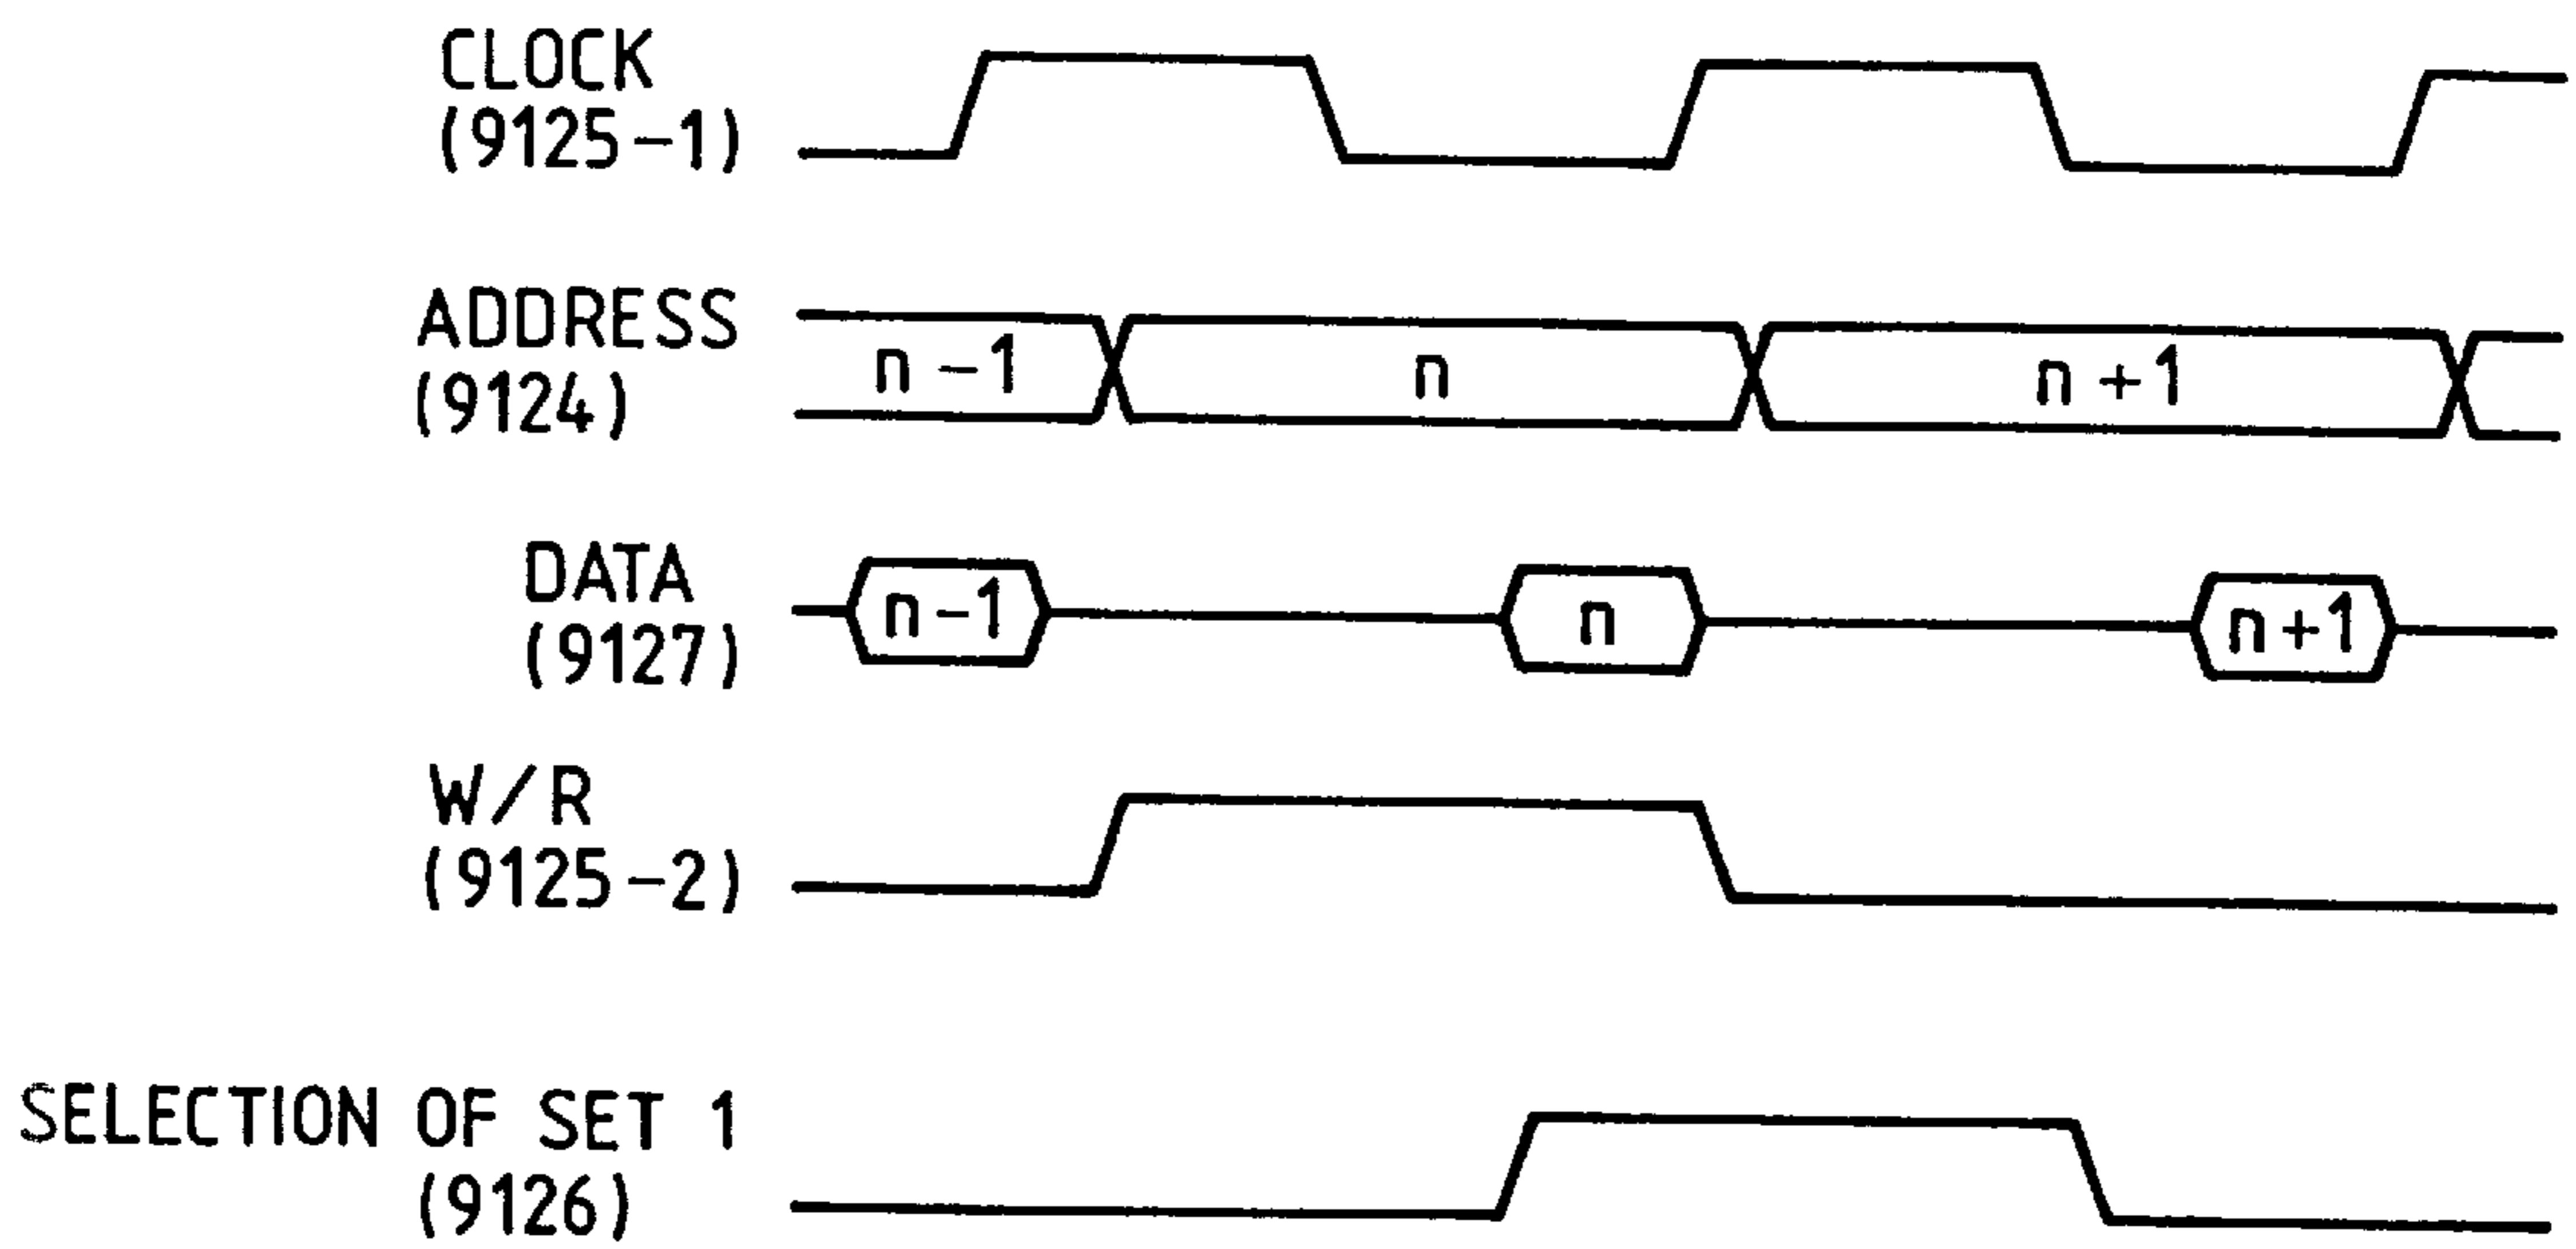 CLOCK
(9125-1)
ADDRESS
(9124)
n-1
n
n+1
DATA
(9127)
n-1
n
n+1
W/R
(9125-2)
SELECTION OF SET 1
(9126)